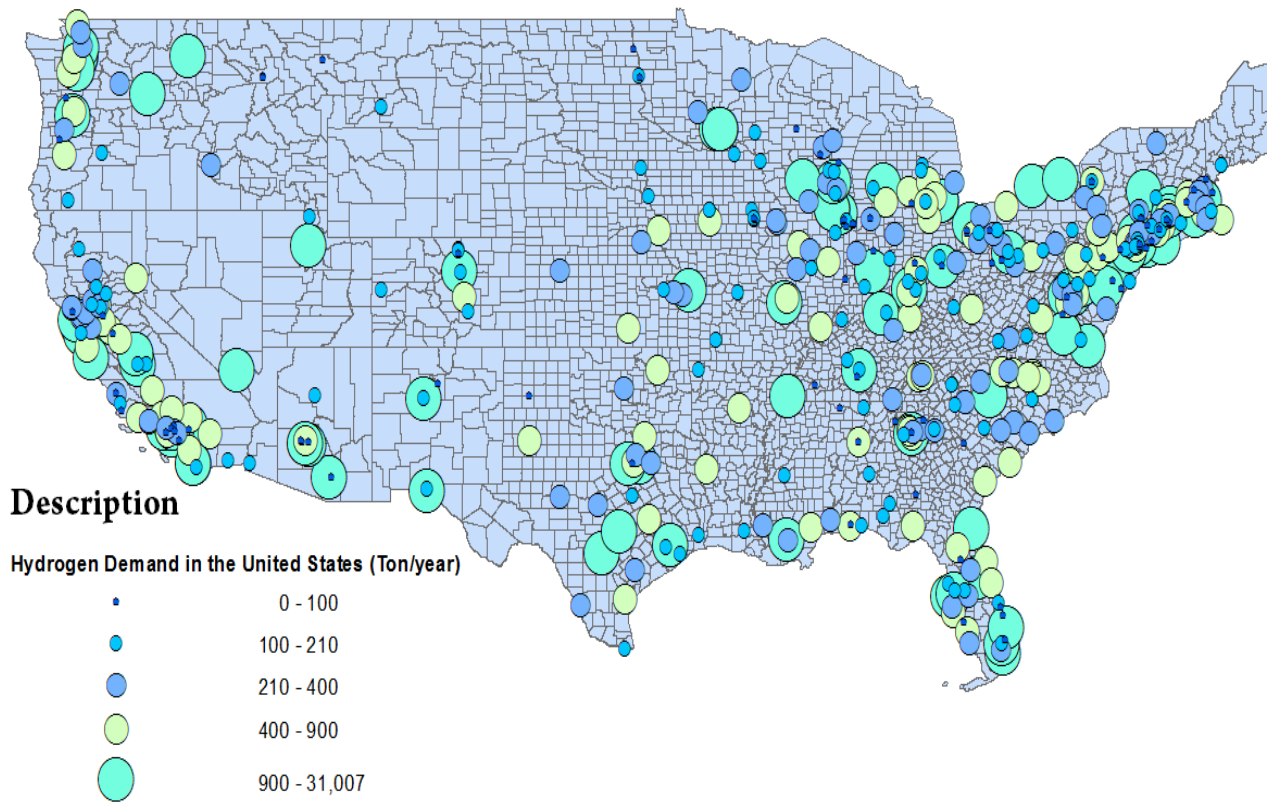 Description
Hydrogen Demand in the United States (Ton/year)
0 - 100
100 - 210
210 - 400
400 - 900
900 - 31,007